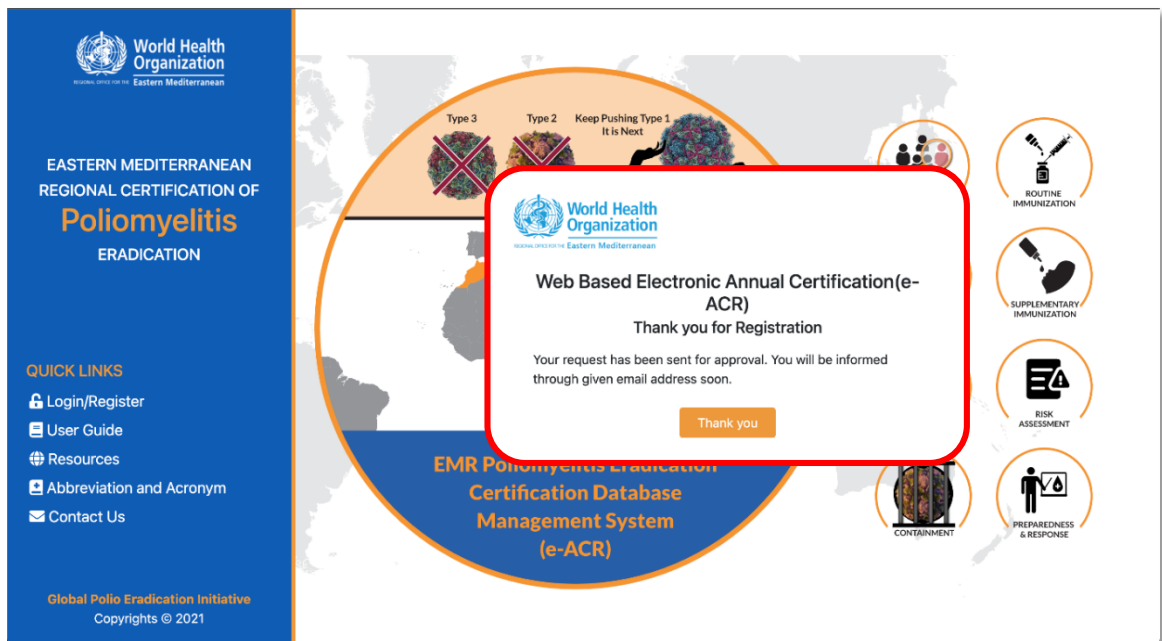 World Health
Organization
REGIONAL OFFICE FOR THE Eastern Mediterranean
EASTERN MEDITERRANEAN
REGIONAL CERTIFICATION OF
Poliomyelitis
ERADICATION
QUICK LINKS
Login/Register
User Guide
Resources
Abbreviation and Acronym
Contact Us
Global Polio Eradication Initiative
Copyrights © 2021
Type 3
Type 2
Keep Pushing Type 1
It is Next
World Health
Organization
REGIONAL OFFICE FOR THE Eastern Mediterranean
Web Based Electronic Annual Certification(e-
ACR)
Thank you for Registration
Your request has been sent for approval. You will be informed
through given email address soon.
Thank you
EMR Poliomyelitis Eradication
Certification Database
Management System
(e-ACR)
ROUTINE
IMMUNIZATION
SUPPLEMENTARY
IMMUNIZATION
RISK
ASSESSMENT
CONTAINMENT
PREPAREDNESS
& RESPONSE